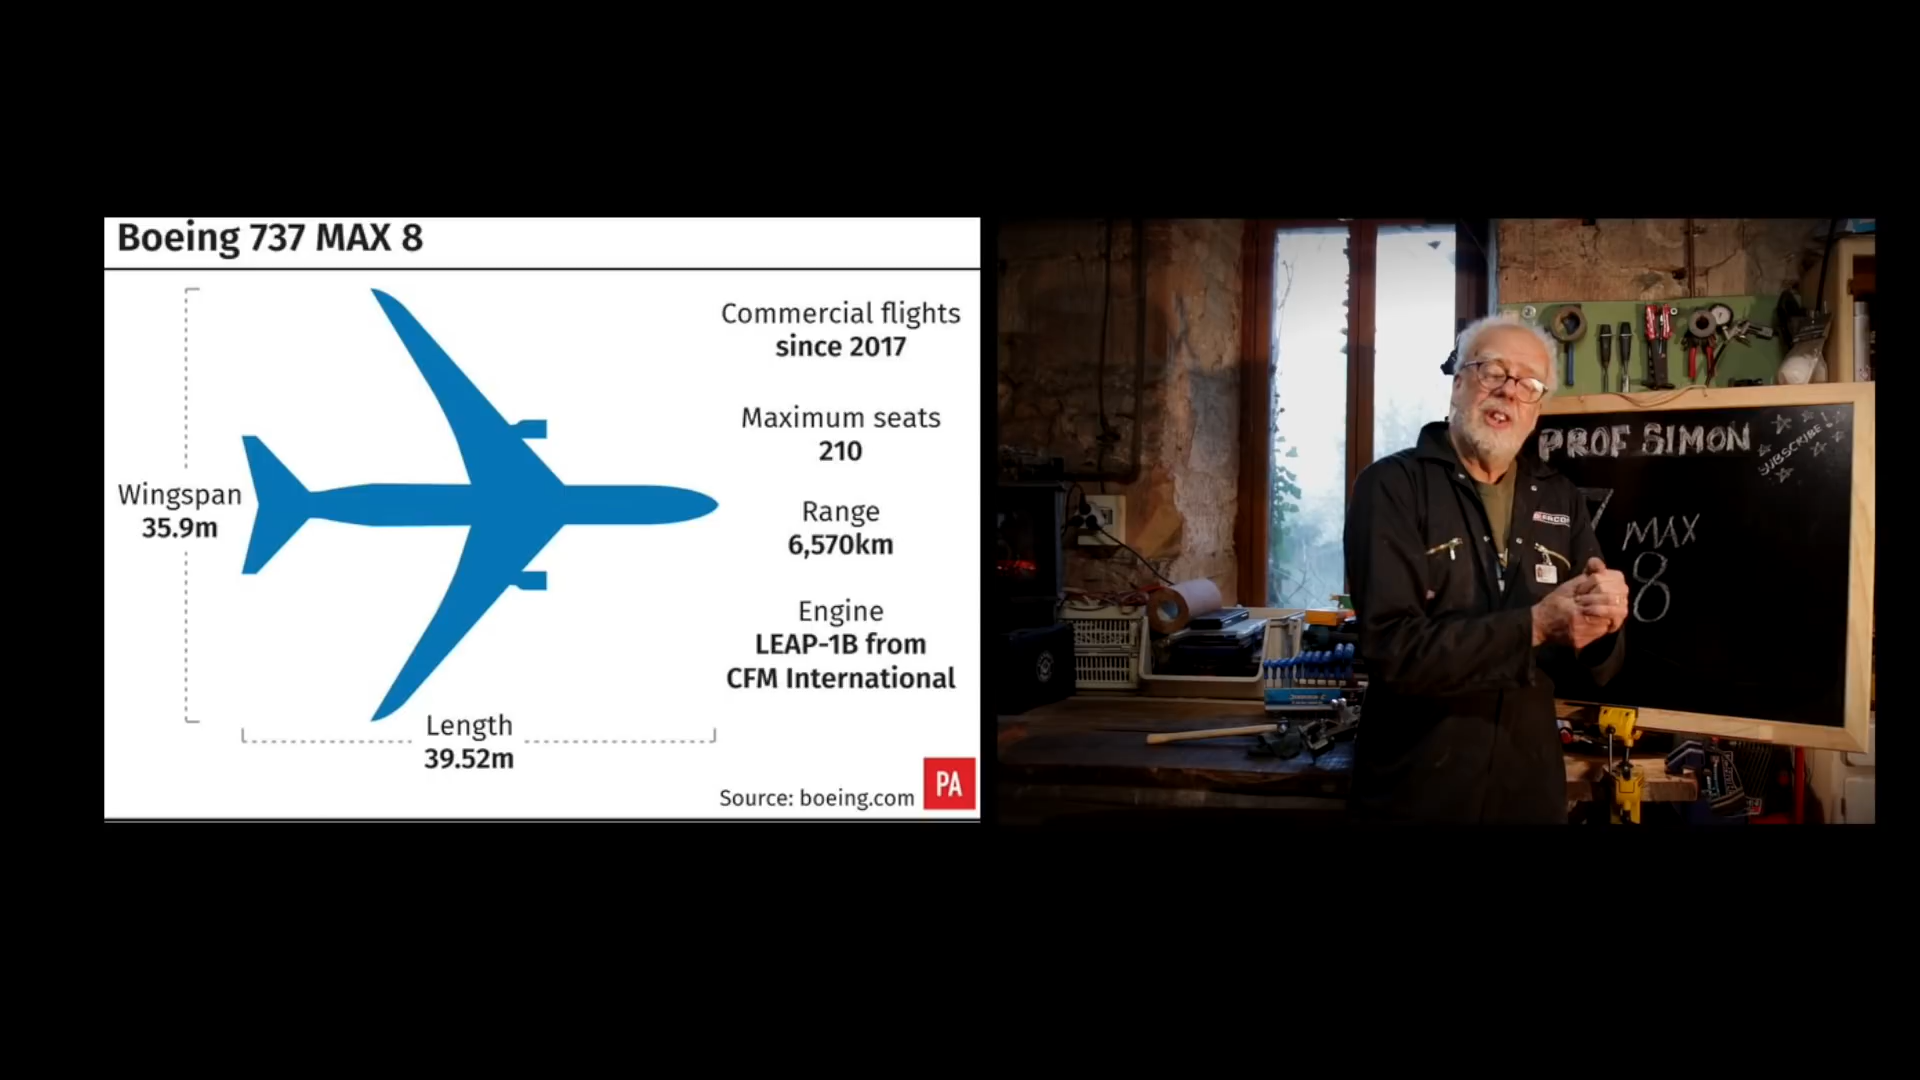 Boeing 737 MAX 8
Commercial flights
since 2017
Maximum seats
210
Wingspan
35.9m
Range
6,570km
Engine
LEAP-1B from
CFM International
Length
39.52m
Source: boeing.com
PA
PROF SIMON
SUBSCRIBE!
7 MAX
8